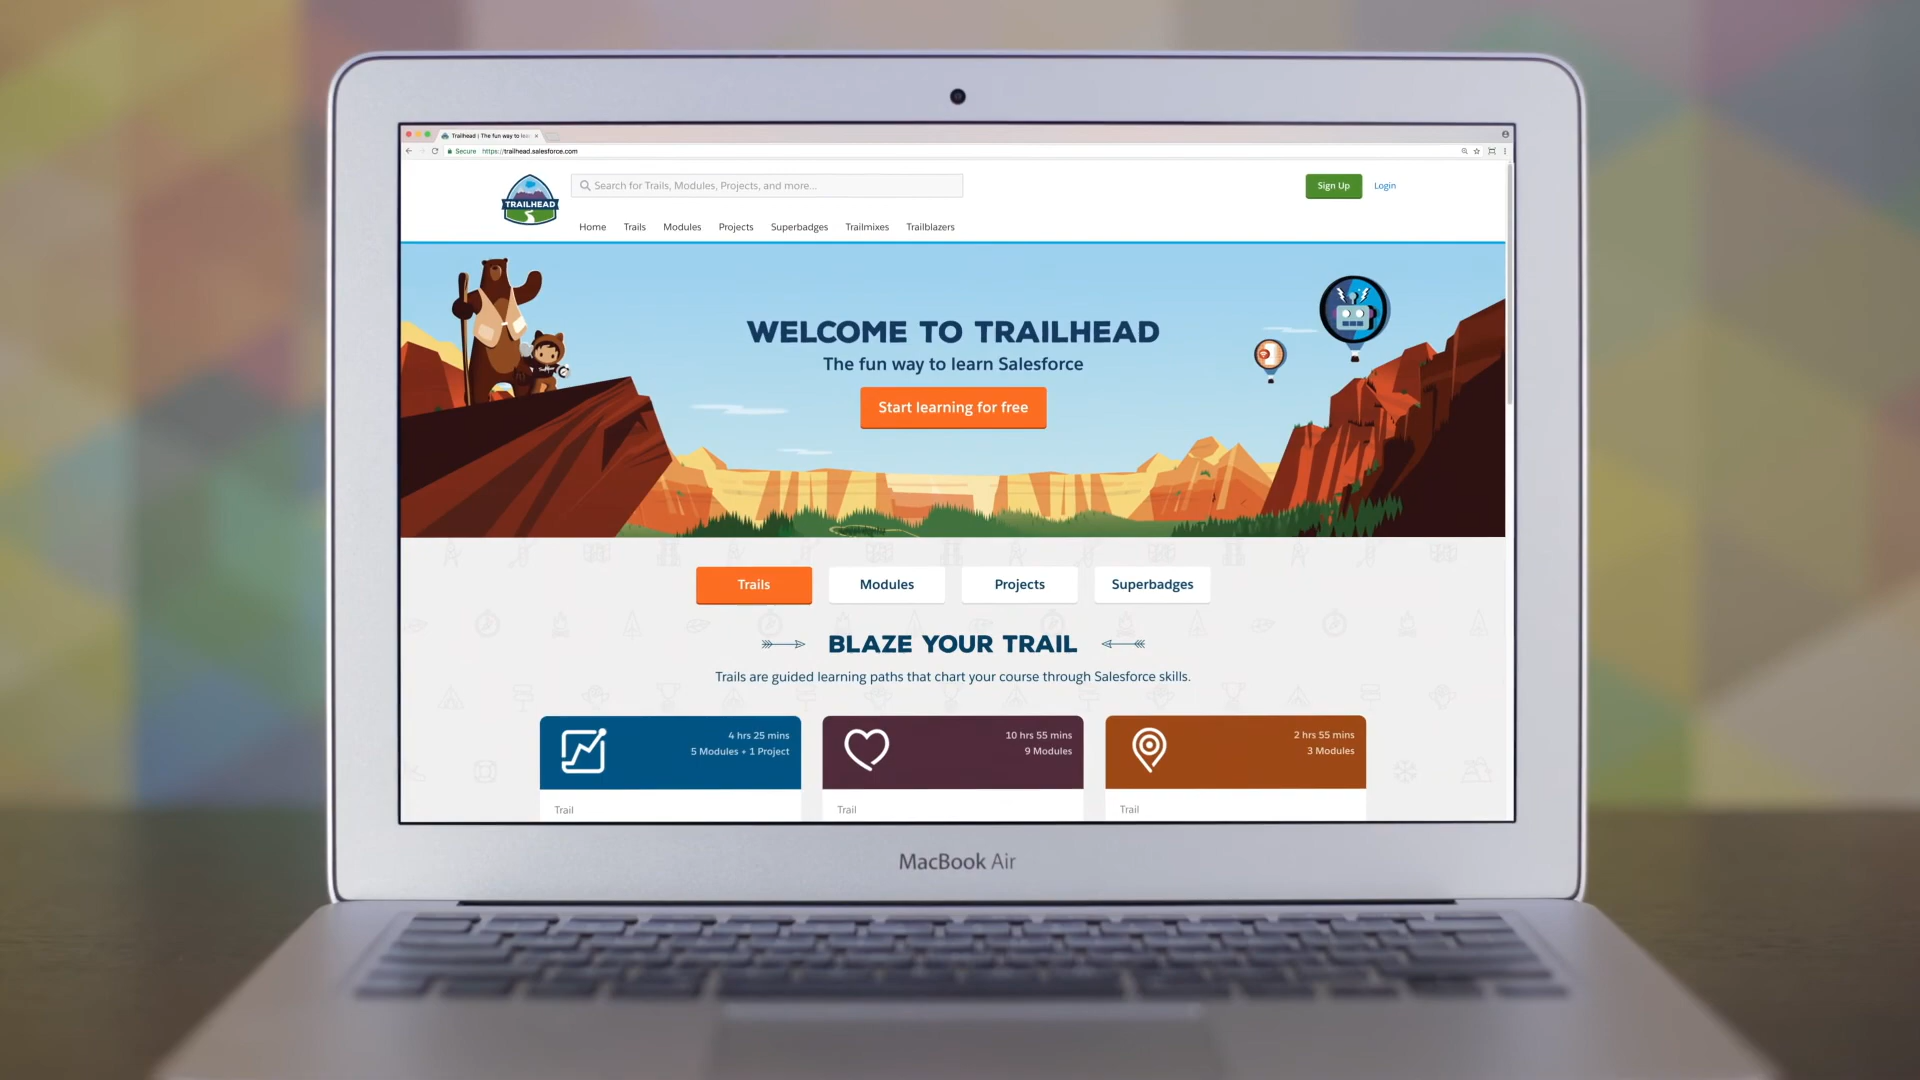 Trailhead | The fun way to lea
Secure https://trailhead.salesforce.com
TRAILHEAD
Search for Trails, Modules, Projects, and more...
Sign Up
Login
Home Trails Modules Projects Superbadges Trailmixes Trailblazers
WELCOME TO TRAILHEAD
The fun way to learn Salesforce
Start learning for free
Trails Modules Projects Superbadges
BLAZE YOUR TRAIL
Trails are guided learning paths that chart your course through Salesforce skills.
4 hrs 25 mins
5 Modules + 1 Project
10 hrs 55 mins
9 Modules
2 hrs 55 mins
3 Modules
Trail
Trail
Trail
MacBook Air